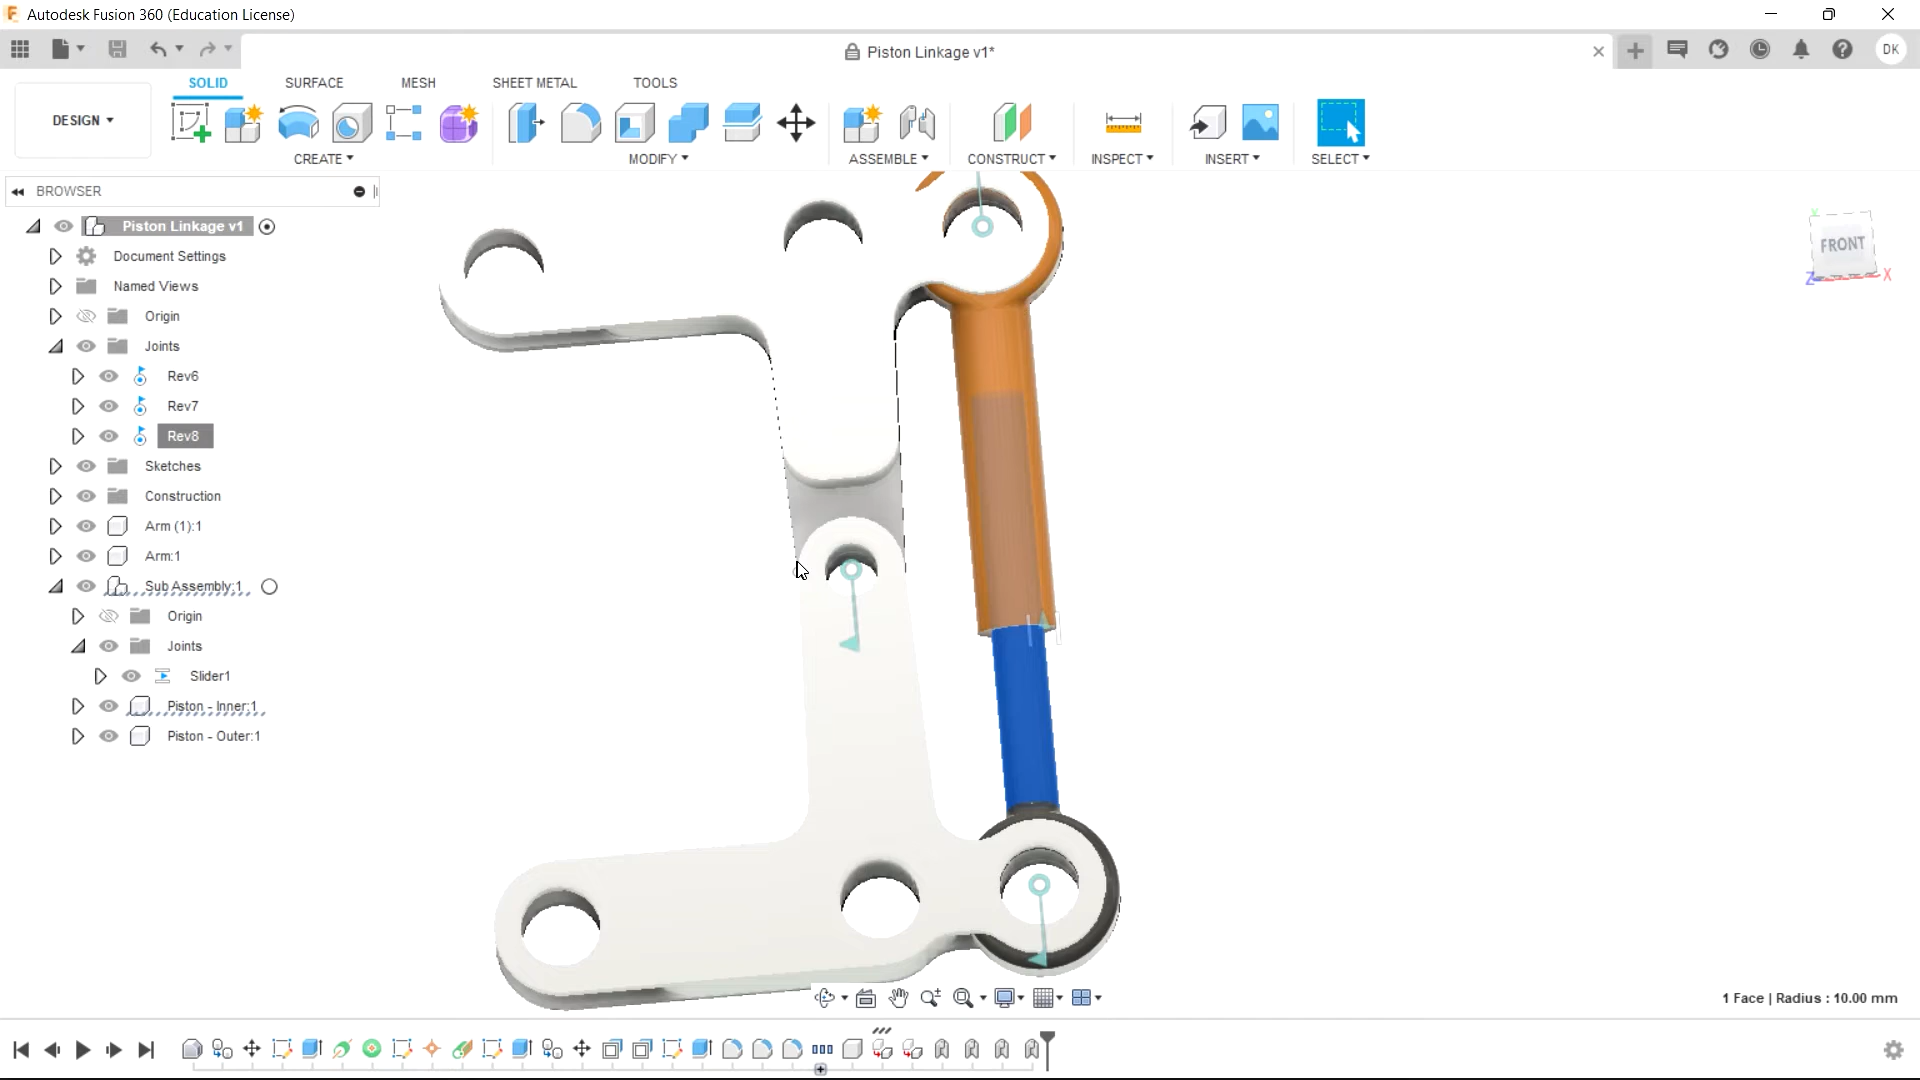 Autodesk Fusion 360 (Education License)
Piston Linkage v1*
DK
SOLID SURFACE MESH SHEET METAL TOOLS
DESIGN
CREATE MODIFY ASSEMBLE CONSTRUCT INSPECT INSERT SELECT
BROWSER
Piston Linkage v1
Document Settings
Named Views
Origin
Joints
Rev6
Rev7
Rev8
Sketches
Construction
Arm (1):1
Arm:1
Sub Assembly:1
Origin
Joints
Slider1
Piston - Inner:1
Piston - Outer:1
Y
FRONT
Z
X
1 Face | Radius : 10.00 mm